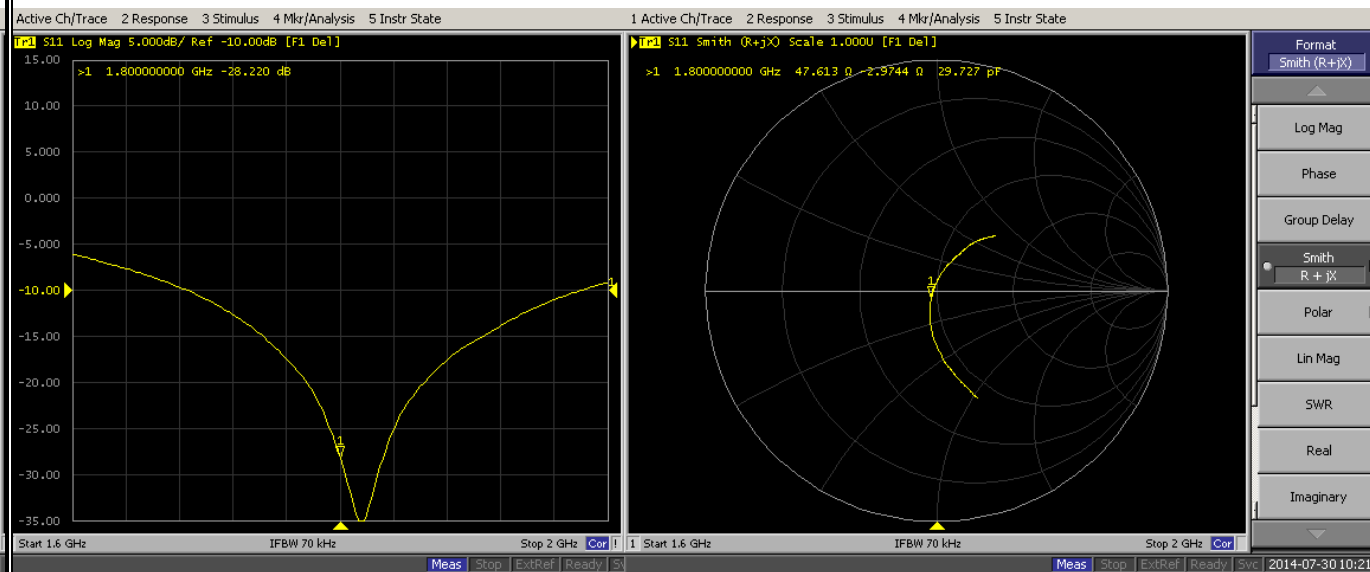 Active Ch/Trace 2 Response 3 Stimulus 4 Mkr/Analysis 5 Instr State
Tr1 S11 Log Mag 5.000dB/ Ref -10.00dB [F1 Del]
>1 1.800000000 GHz -28.220 dB
15.00
10.00
5.000
0.000
-5.000
-10.00
-15.00
-20.00
-25.00
-30.00
-35.00
1
1
Start 1.6 GHz IFBW 70 kHz Stop 2 GHz Cor !
Meas Stop ExtRef Ready
1 Active Ch/Trace 2 Response 3 Stimulus 4 Mkr/Analysis 5 Instr State
Tr1 S11 Smith (R+jX) Scale 1.000U [F1 Del]
>1 1.800000000 GHz 47.613 Ω -2.9744 Ω 29.727 pF
1
1 Start 1.6 GHz IFBW 70 kHz Stop 2 GHz Cor
Meas Stop ExtRef Ready Svc 2014-07-30 10:21
Format
Smith (R+jX)
Log Mag
Phase
Group Delay
Smith
R + jX
Polar
Lin Mag
SWR
Real
Imaginary